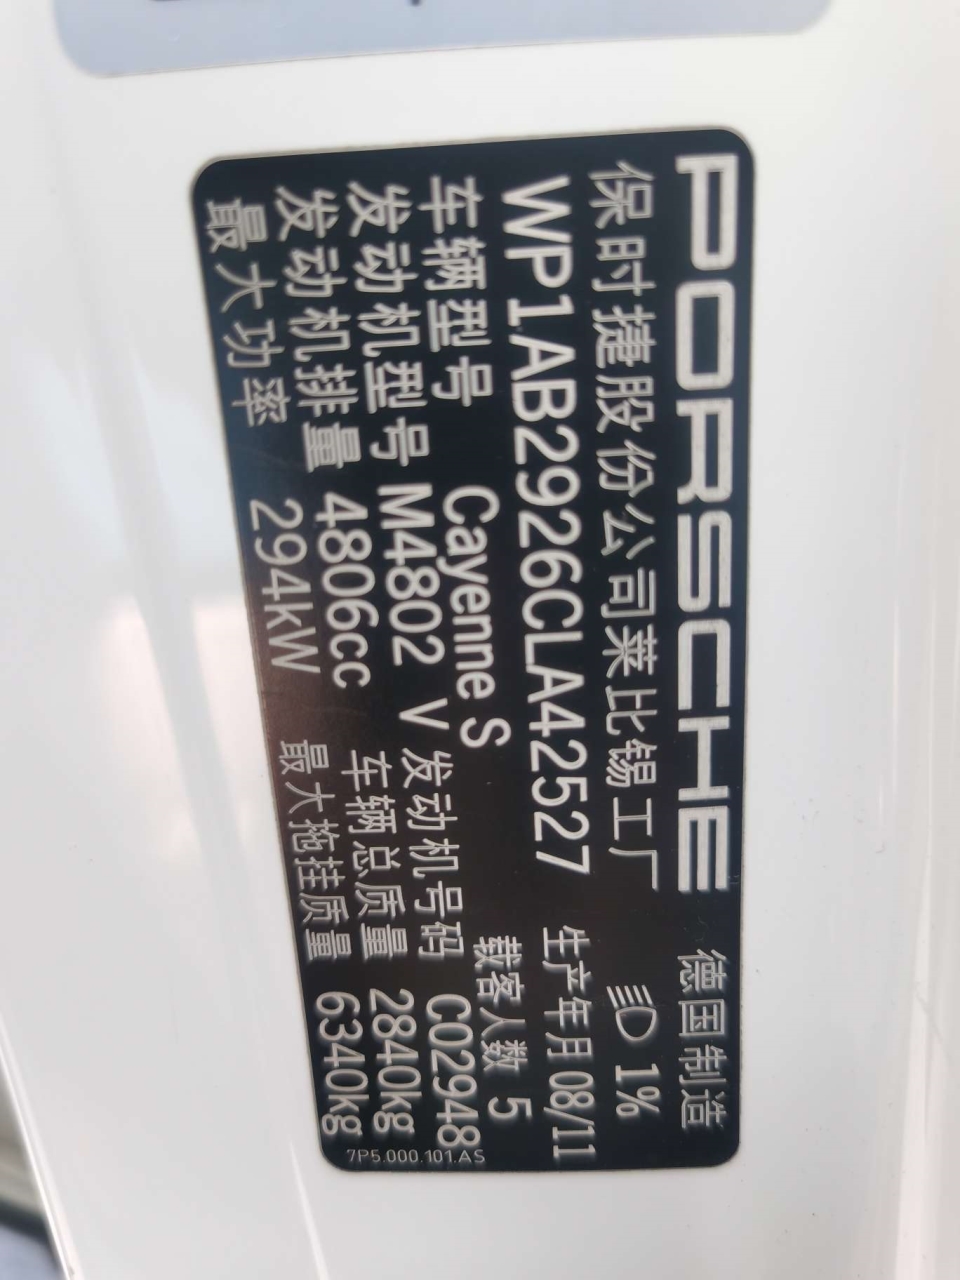 PORSCHE 德国制造
保时捷股份公司莱比锡工厂 1%
WP1AB2926CLA42527 生产年月 08/11
车辆型号 Cayenne S 载客人数 5
发动机型号 M4802 V 发动机号码 C02948
发动机排量 4806cc 车辆总质量 2840kg
最大功率 294kW 最大拖挂质量 6340kg
7P5.000.101.AS